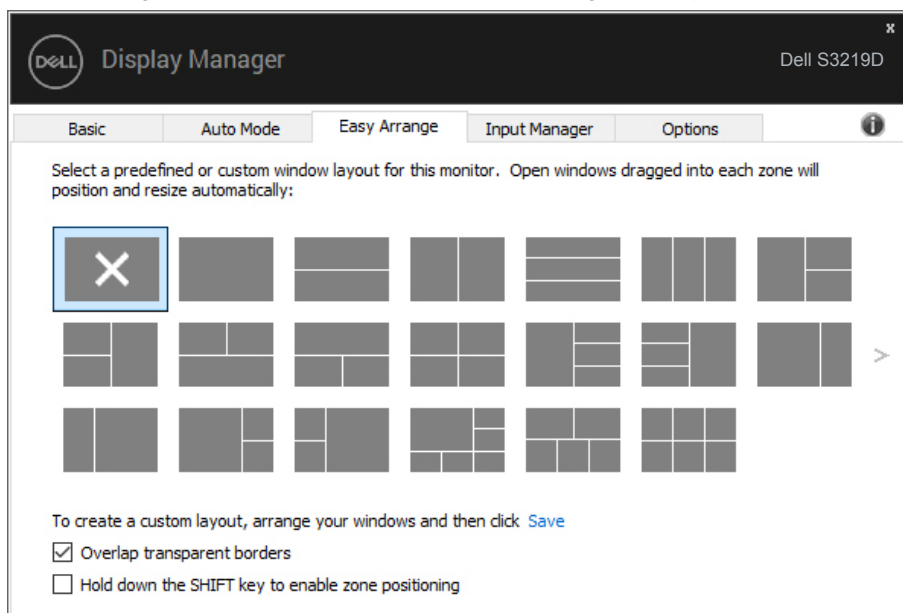 x
DELL Display Manager
Dell S3219D
Basic Auto Mode Easy Arrange Input Manager Options i
Select a predefined or custom window layout for this monitor. Open windows dragged into each zone will
position and resize automatically:
>
To create a custom layout, arrange your windows and then click Save
Overlap transparent borders
Hold down the SHIFT key to enable zone positioning